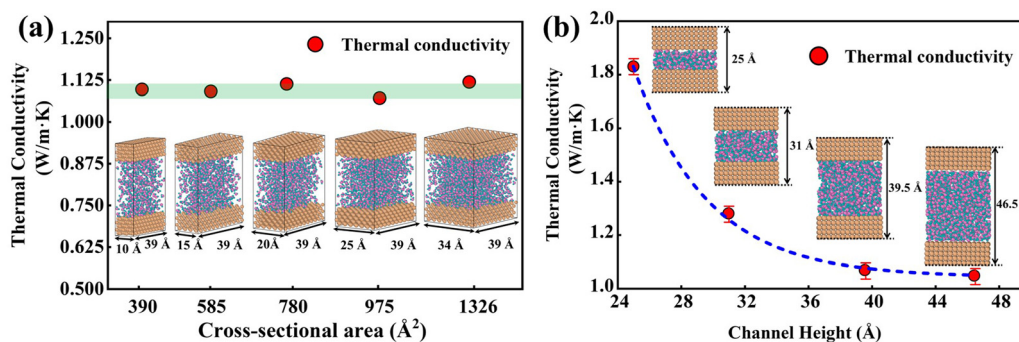 (a)
Thermal Conductivity
(W/m·K)
1.250
1.125
1.000
0.875
0.750
0.625
0.500
Thermal conductivity
10 Å
39 Å
15 Å
39 Å
20Å
39 Å
25 Å
39 Å
34 Å
39 Å
390
585
780
975
1326
Cross-sectional area (Å²)
(b)
Thermal Conductivity
(W/m·K)
2.0
1.8
1.6
1.4
1.2
1.0
Thermal conductivity
25 Å
31 Å
39.5 Å
46.5
24
28
32
36
40
44
48
Channel Height (Å)